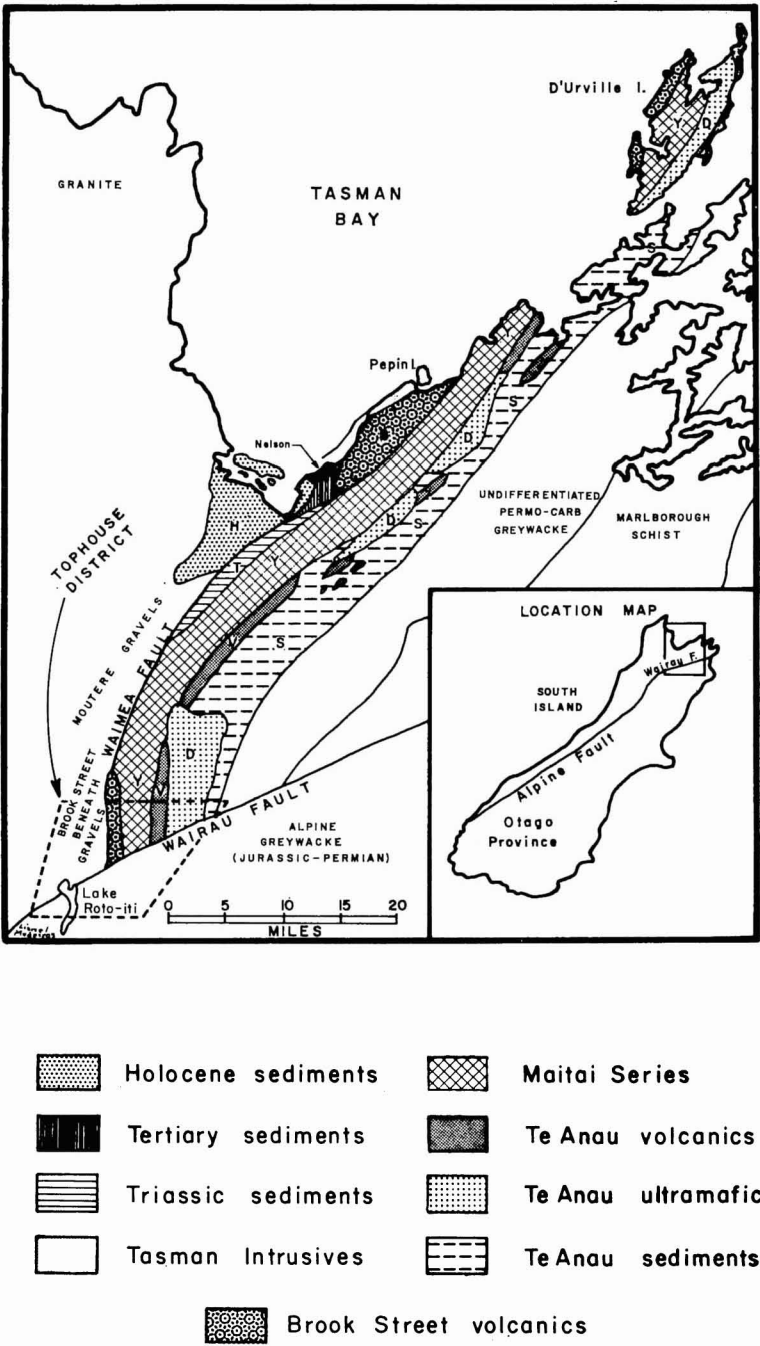 D'Urville I.
Y
D
GRANITE
TASMAN
BAY
S
Y
Pepin I.
S
B
Nelson
D
UNDIFFERENTIATED
PERMO-CARB
GREYWACKE
MARLBOROUGH
SCHIST
H
D
S
TOPHOUSE
DISTRICT
T
Y
V
S
MOUTERE GRAVELS
WAIMEA FAULT
D
Y
V
BROOK STREET
BENEATH
GRAVELS
WAIRAU FAULT
ALPINE
GREYWACKE
(JURASSIC-PERMIAN)
Lake
Roto-iti
0 5 10 15 20
MILES
LOCATION MAP
Wairau F.
SOUTH
ISLAND
Alpine Fault
Otago
Province
Holocene sediments
Maitai Series
Tertiary sediments
Te Anau volcanics
Triassic sediments
Te Anau ultramafic
Tasman Intrusives
Te Anau sediments
Brook Street volcanics